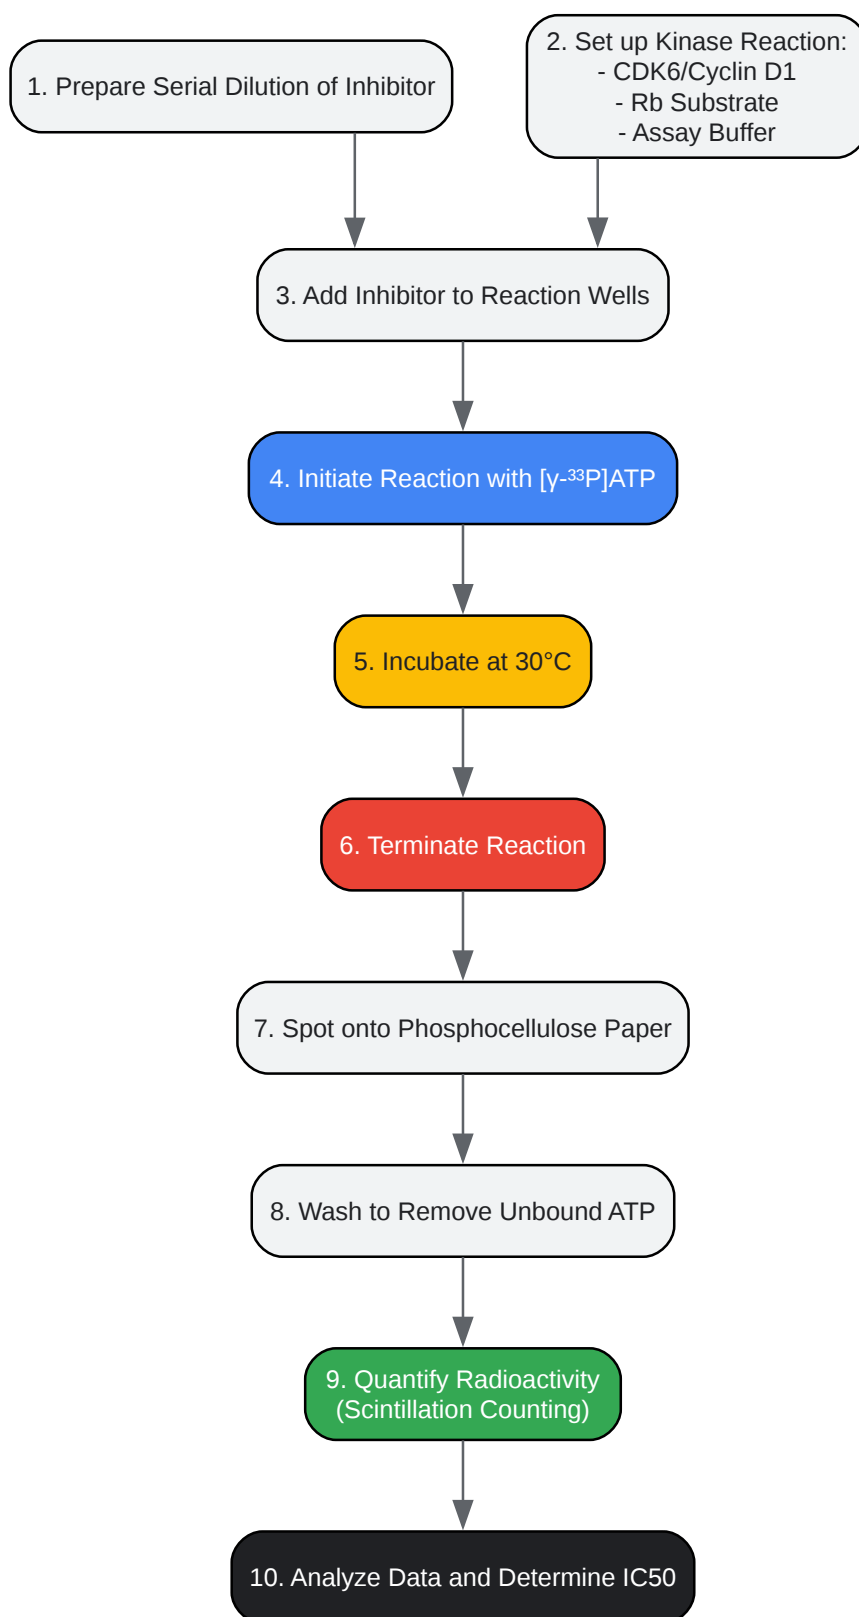 1. Prepare Serial Dilution of Inhibitor
2. Set up Kinase Reaction:
- CDK6/Cyclin D1
- Rb Substrate
- Assay Buffer
3. Add Inhibitor to Reaction Wells
4. Initiate Reaction with [γ-³³P]ATP
5. Incubate at 30°C
6. Terminate Reaction
7. Spot onto Phosphocellulose Paper
8. Wash to Remove Unbound ATP
9. Quantify Radioactivity
(Scintillation Counting)
10. Analyze Data and Determine IC50